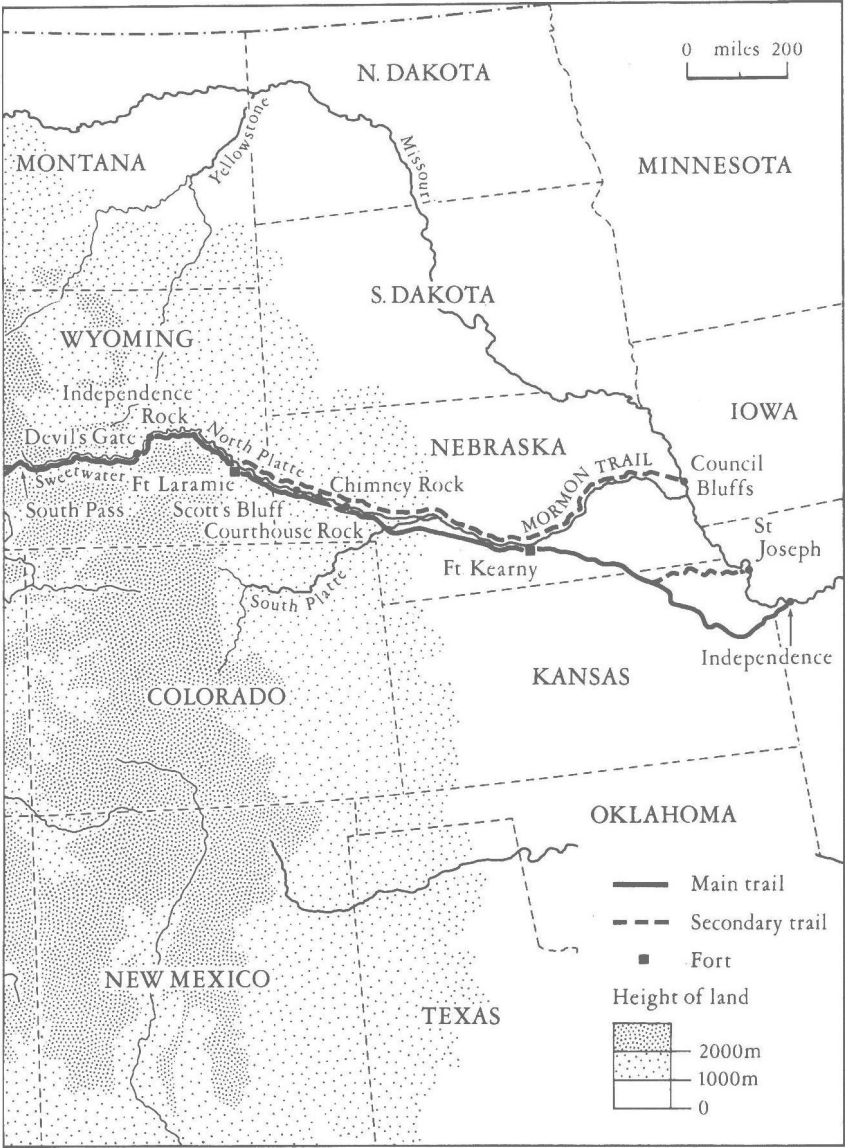 0 miles 200
N. DAKOTA
MONTANA
Yellowstone
Missouri
MINNESOTA
S. DAKOTA
WYOMING
Independence
Rock
IOWA
Devil's Gate
North Platte
NEBRASKA
MORMON TRAIL
Council
Bluffs
Sweetwater
Ft Laramie
Chimney Rock
South Pass
Scott's Bluff
Courthouse Rock
St
Joseph
Ft Kearny
South Platte
Independence
KANSAS
COLORADO
OKLAHOMA
Main trail
Secondary trail
Fort
NEW MEXICO
Height of land
TEXAS
2000m
1000m
0